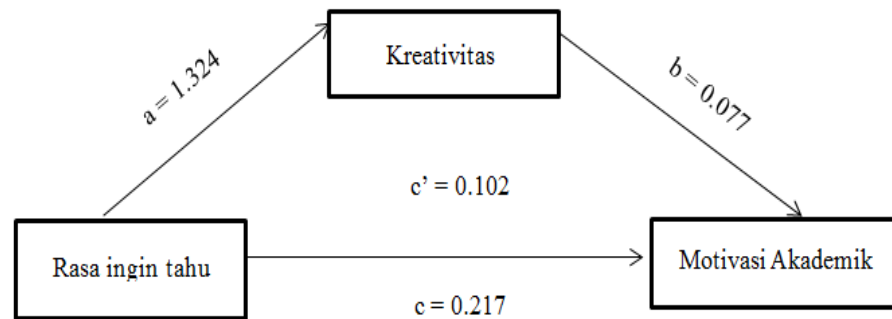 Kreativitas
a = 1.324
b = 0.077
c’ = 0.102
Rasa ingin tahu
Motivasi Akademik
c = 0.217